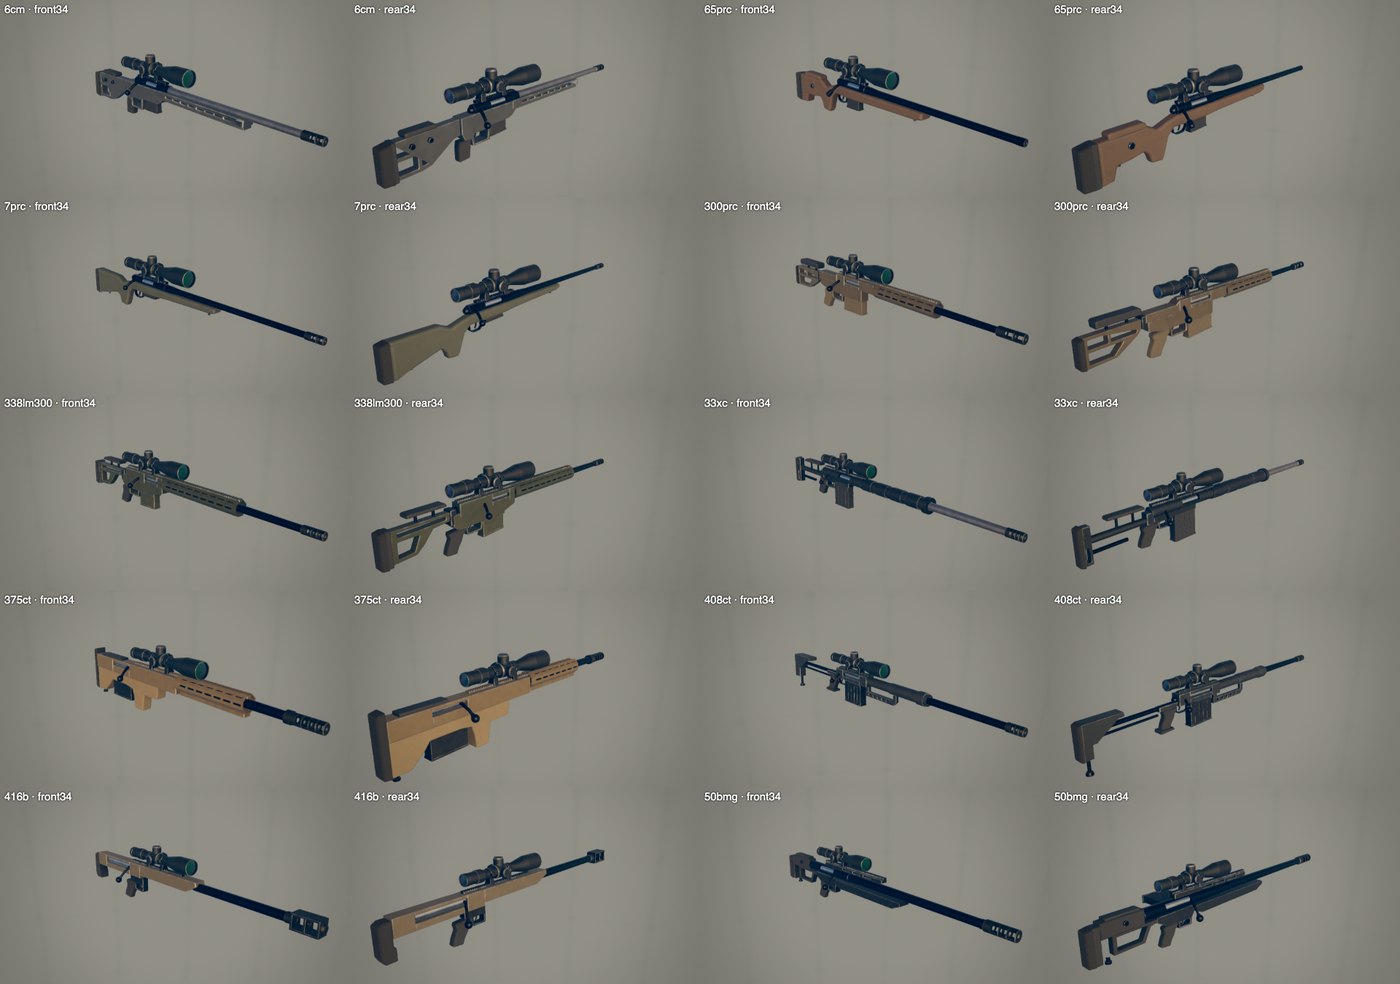 6cm · front34
6cm · rear34
65prc · front34
65prc · rear34
7prc · front34
7prc · rear34
300prc · front34
300prc · rear34
338lm300 · front34
338lm300 · rear34
33xc · front34
33xc · rear34
375ct · front34
375ct · rear34
408ct · front34
408ct · rear34
416b · front34
416b · rear34
50bmg · front34
50bmg · rear34